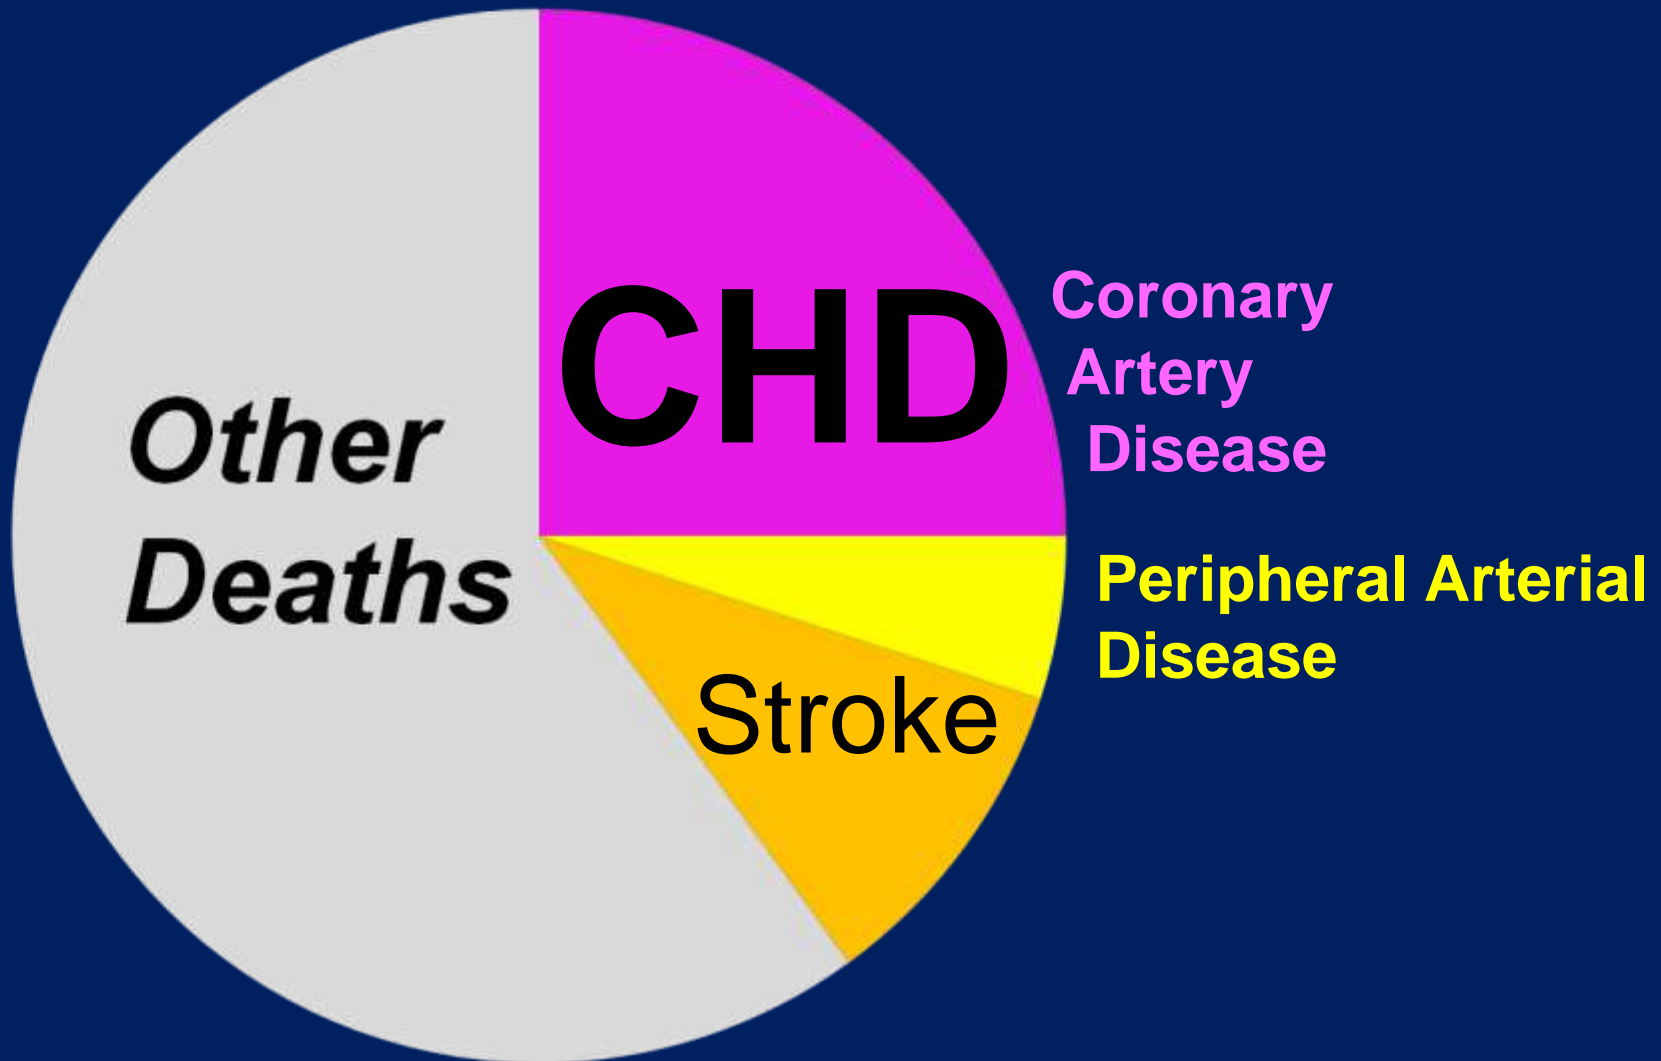 CHD
Coronary
Artery
Disease
Other
Deaths
Peripheral Arterial
Disease
Stroke